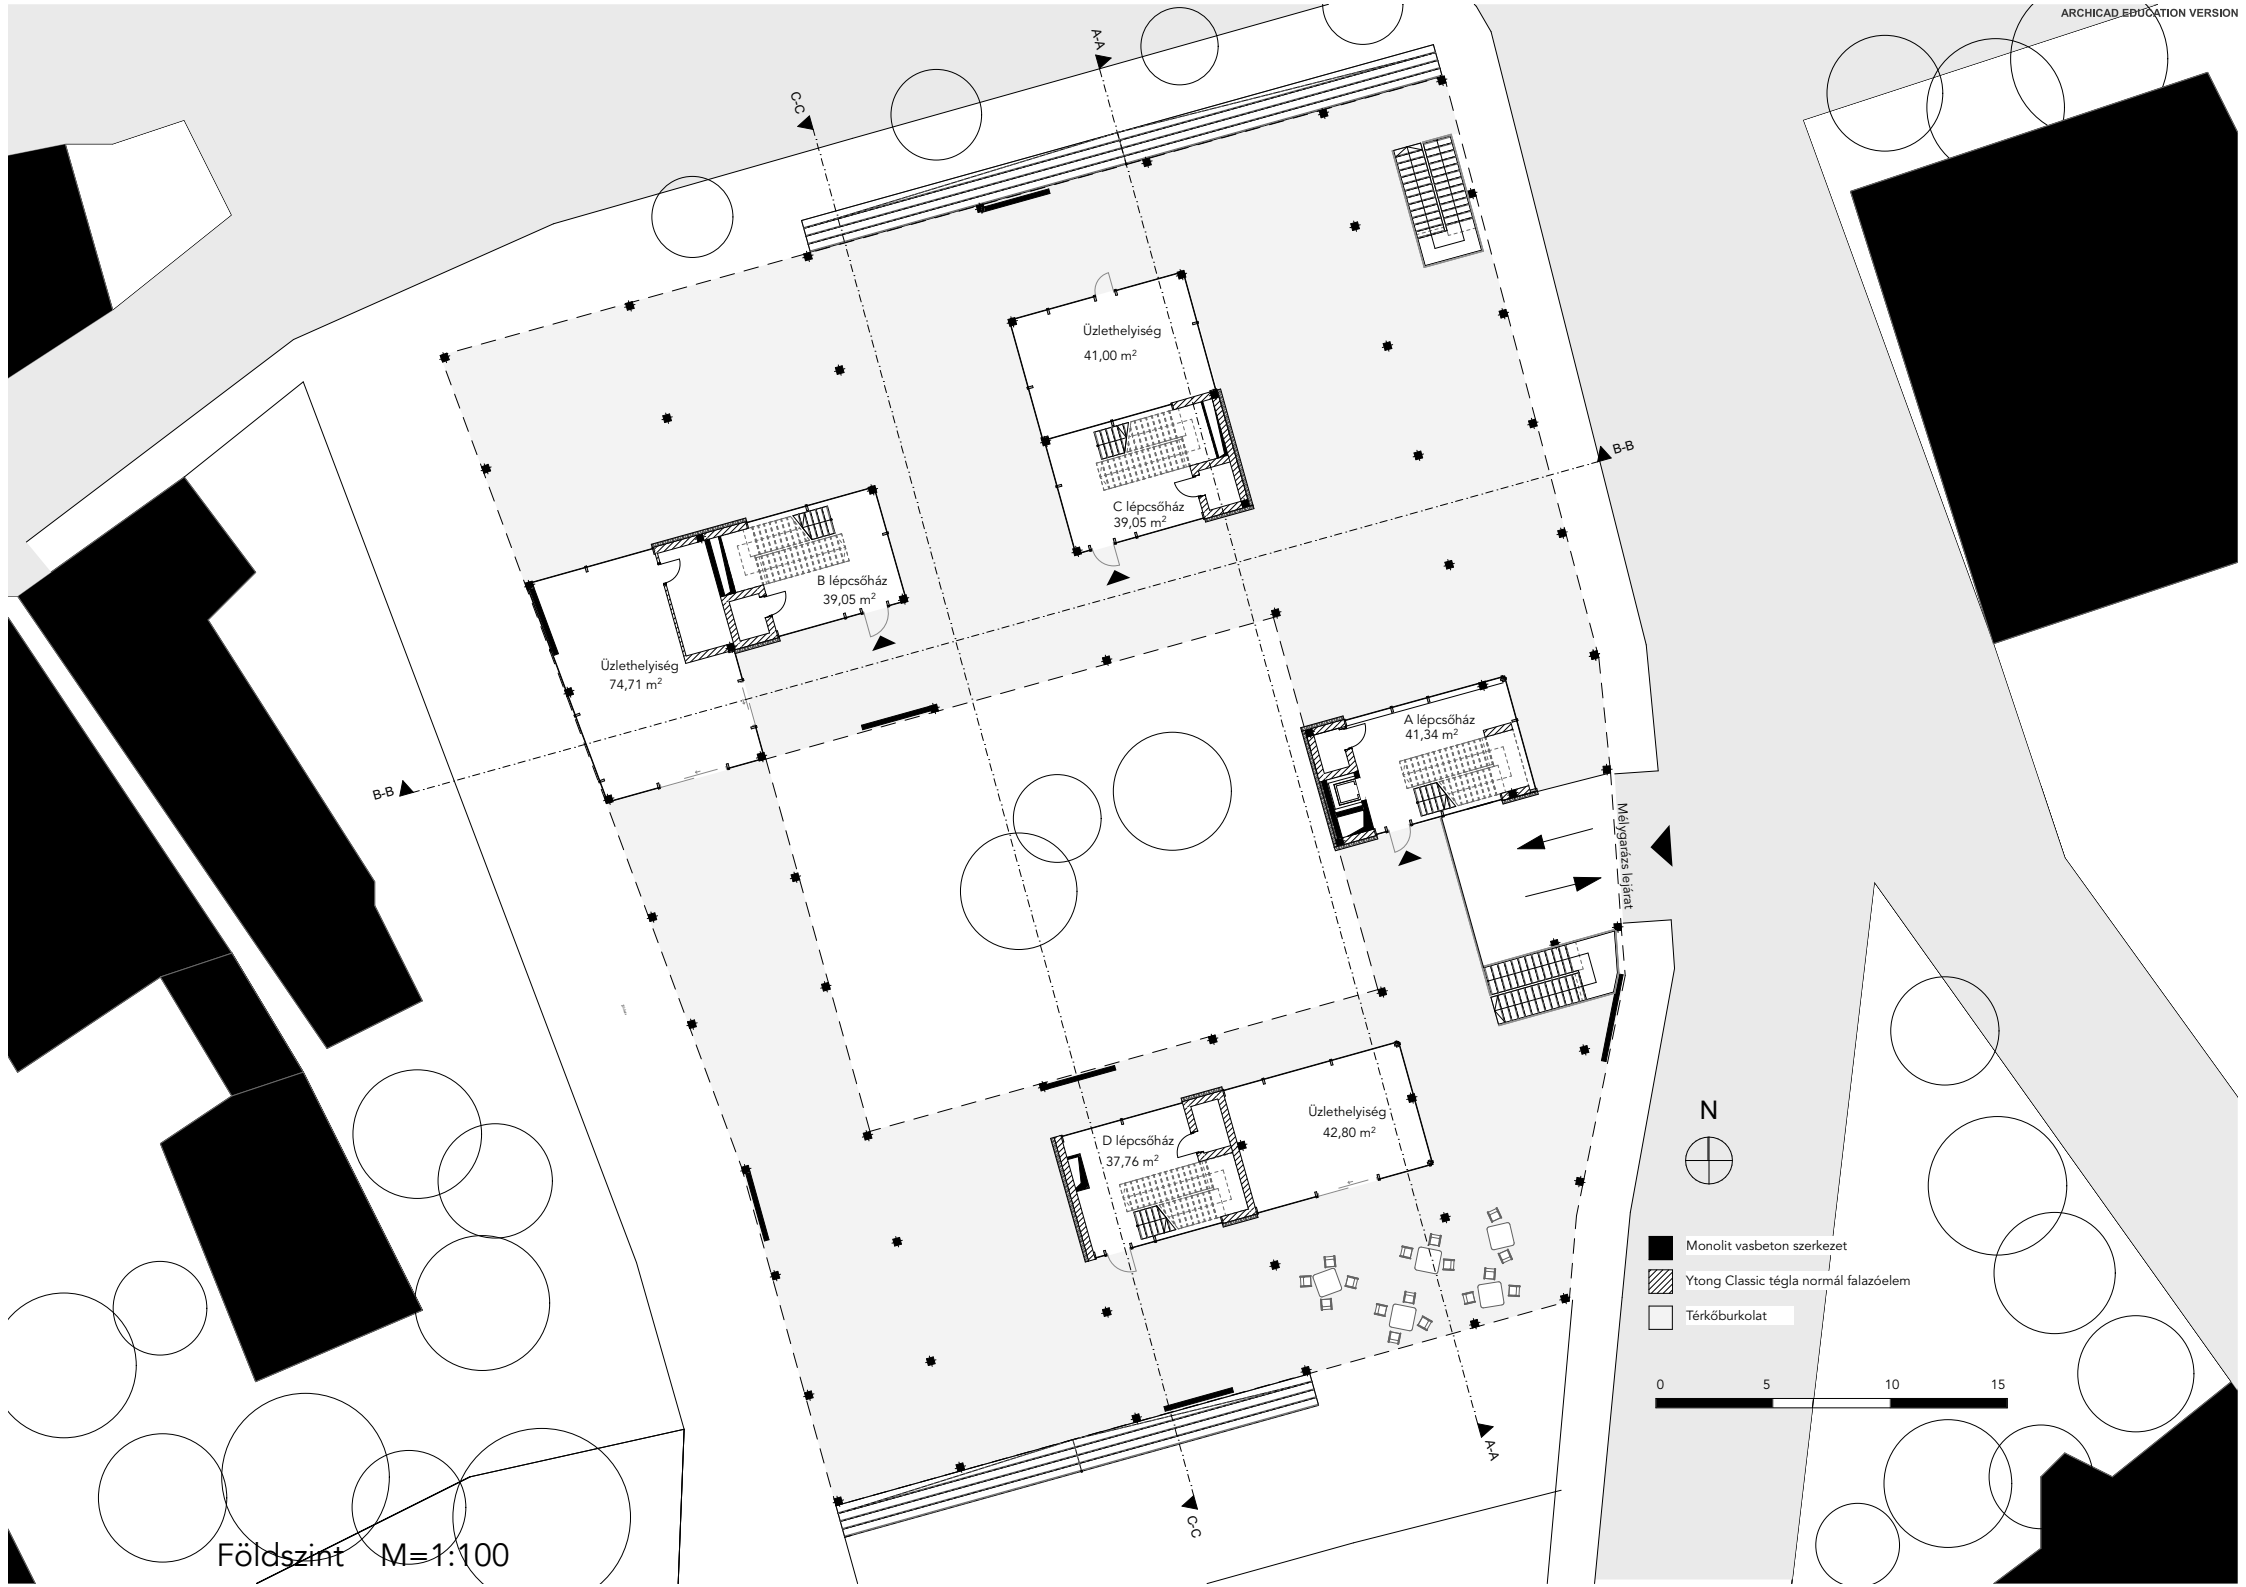 ARCHICAD EDUCATION VERSION
A-A
C-C
Üzlethelyiség
41,00 m²
B-B
C lépcsőház
39,05 m²
B lépcsőház
39,05 m²
Üzlethelyiség
74,71 m²
A lépcsőház
41,34 m²
B-B
Mélygarázs lejárat
N
Üzlethelyiség
42,80 m²
D lépcsőház
37,76 m²
Monolit vasbeton szerkezet
Ytong Classic tégla normál falazóelem
Térkőburkolat
0 5 10 15
A-A
C-C
Földszint M=1:100